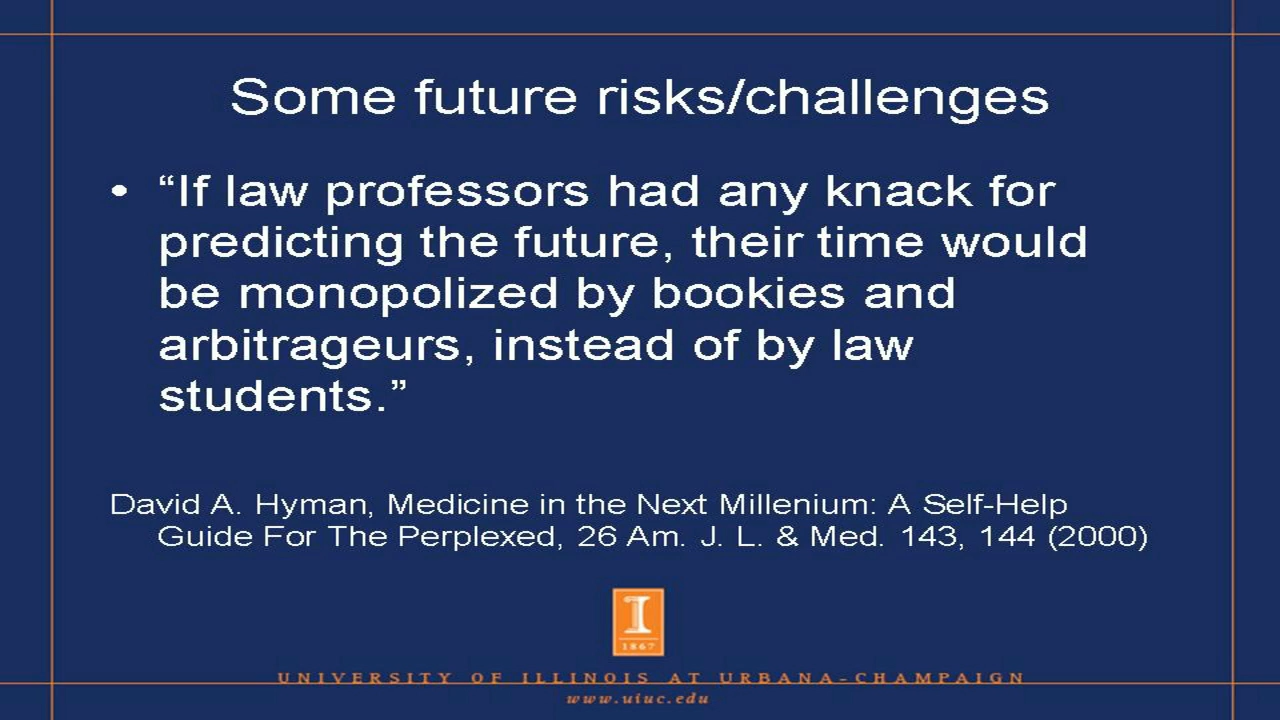 Some future risks/challenges
• “If law professors had any knack for
predicting the future, their time would
be monopolized by bookies and
arbitrageurs, instead of by law
students.”
David A. Hyman, Medicine in the Next Millenium: A Self-Help
Guide For The Perplexed, 26 Am. J. L. & Med. 143, 144 (2000)
I
1867
UNIVERSITY OF ILLINOIS AT URBANA-CHAMPAIGN
www.uiuc.edu